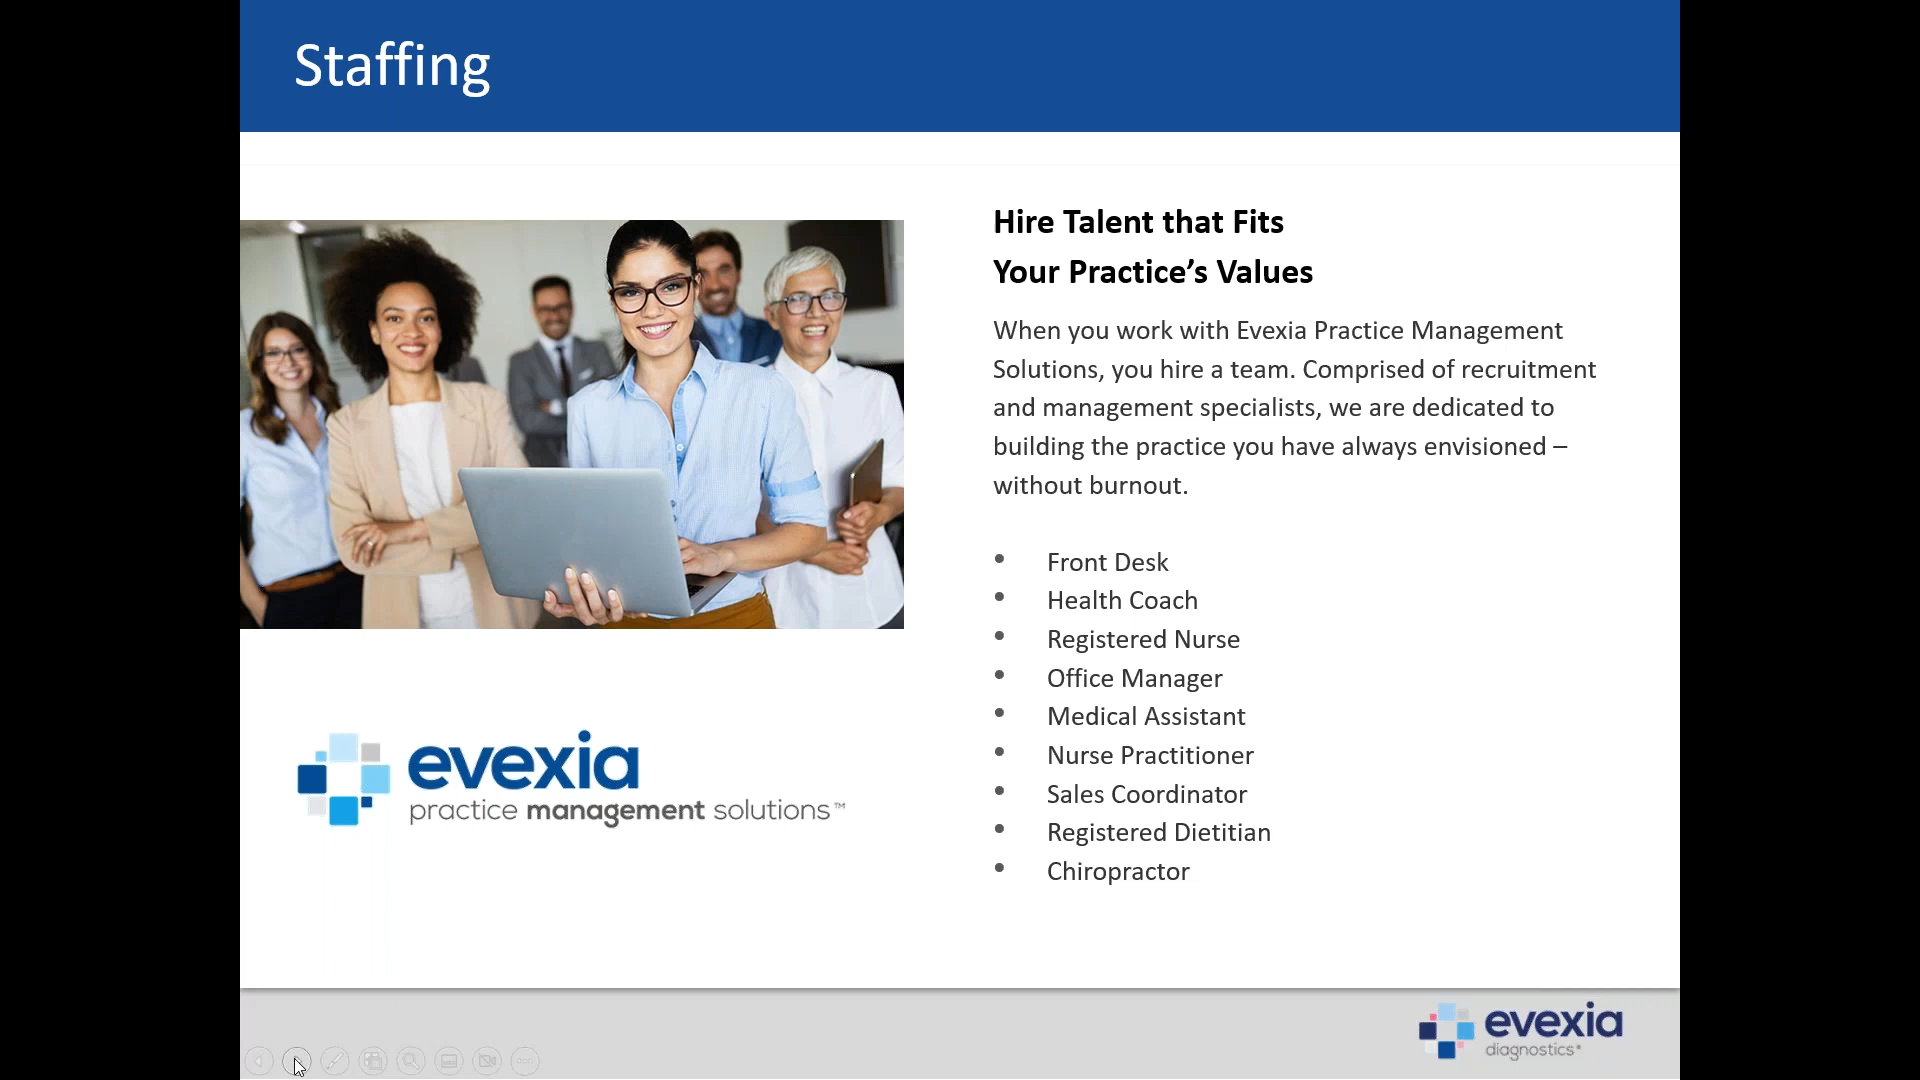 Staffing
Hire Talent that Fits
Your Practice’s Values
When you work with Evexia Practice Management
Solutions, you hire a team. Comprised of recruitment
and management specialists, we are dedicated to
building the practice you have always envisioned –
without burnout.
• Front Desk
• Health Coach
• Registered Nurse
• Office Manager
• Medical Assistant
• Nurse Practitioner
• Sales Coordinator
• Registered Dietitian
• Chiropractor
evexia
practice management solutions™
evexia
diagnostics®